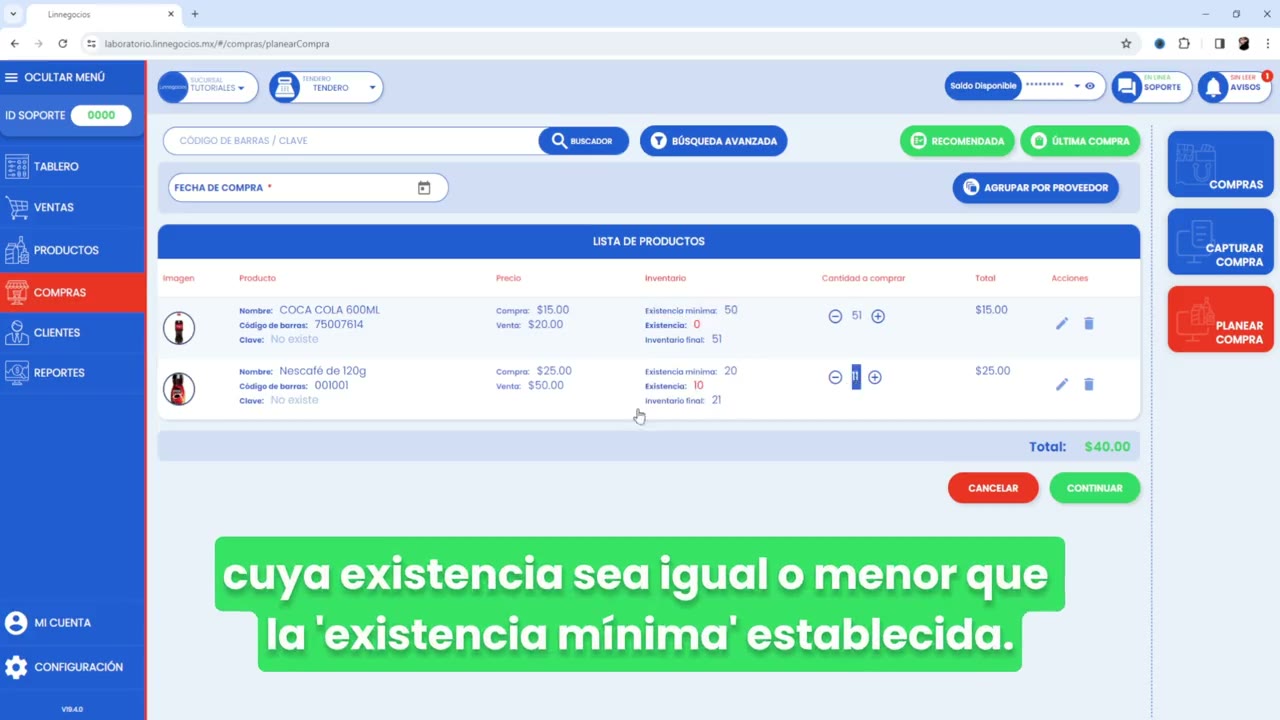 Linnegocios
laboratorio.linnegocios.mx/#/compras/planearCompra
OCULTAR MENÚ
ID SOPORTE 0000
TABLERO
VENTAS
PRODUCTOS
COMPRAS
CLIENTES
REPORTES
MI CUENTA
CONFIGURACIÓN
V19.4.0
SUCURSAL
TUTORIALES
TENDERO
TENDERO
Saldo Disponible *********
EN LINEA
SOPORTE
SIN LEER
AVISOS
1
CÓDIGO DE BARRAS / CLAVE
BUSCADOR
BÚSQUEDA AVANZADA
RECOMENDADA
ÚLTIMA COMPRA
FECHA DE COMPRA *
AGRUPAR POR PROVEEDOR
LISTA DE PRODUCTOS
Imagen Producto Precio Inventario Cantidad a comprar Total Acciones
Nombre: COCA COLA 600ML Compra: $15.00 Existencia minima: 50 51 $15.00
Código de barras: 75007614 Venta: $20.00 Existencia: 0
Clave: No existe Inventario final: 51
Nombre: Nescafé de 120g Compra: $25.00 Existencia minima: 20 11 $25.00
Código de barras: 001001 Venta: $50.00 Existencia: 10
Clave: No existe Inventario final: 21
Total: $40.00
CANCELAR CONTINUAR
COMPRAS
CAPTURAR
COMPRA
PLANEAR
COMPRA
cuya existencia sea igual o menor que
la 'existencia mínima' establecida.